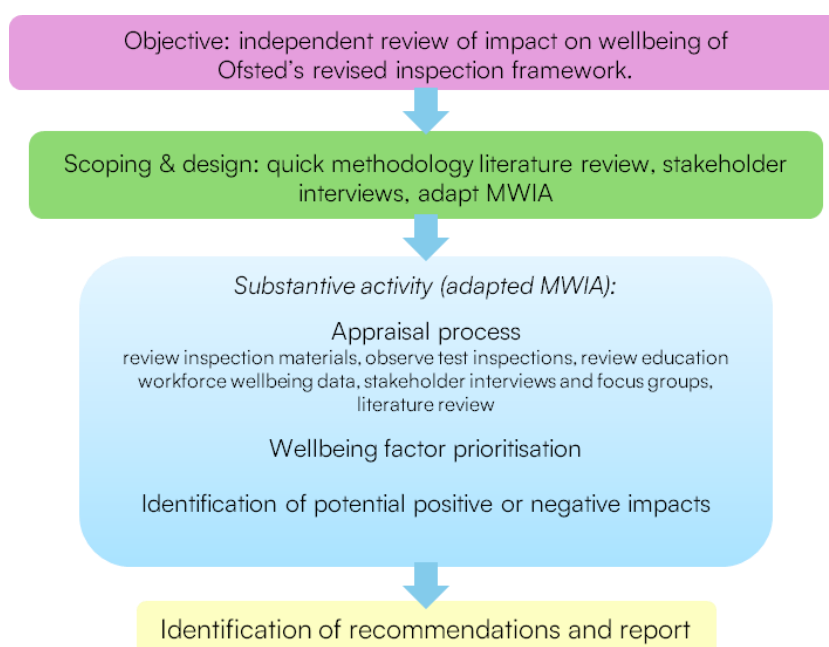 Objective: independent review of impact on wellbeing of
Ofsted's revised inspection framework.
Scoping & design: quick methodology literature review, stakeholder
interviews, adapt MWIA
Substantive activity (adapted MWIA):
Appraisal process
review inspection materials, observe test inspections, review education
workforce wellbeing data, stakeholder interviews and focus groups,
literature review
Wellbeing factor prioritisation
Identification of potential positive or negative impacts
Identification of recommendations and report